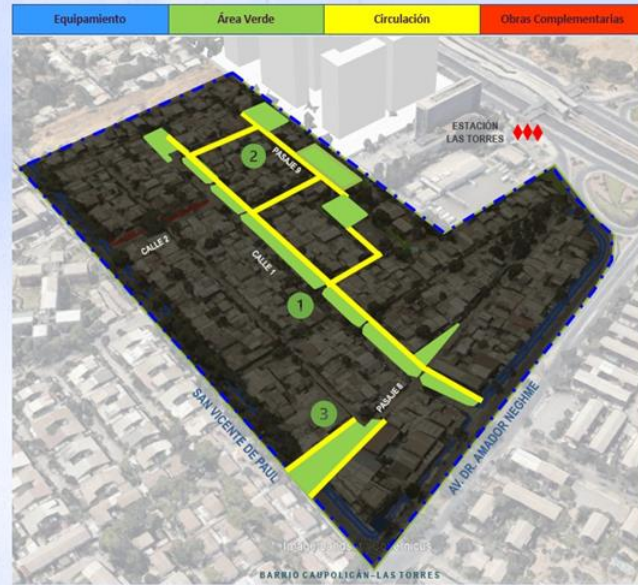 Equipamiento
Área Verde
Circulación
Obras Complementarias
ESTACIÓN
LAS TORRES
2
PASAJE 9
CALLE 2
CALLE 1
1
PASAJE 8
3
SAN VICENTE DE PAUL
AV. DR. AMADOR NEGHME
BARRIO CAUPOLICÁN-LAS TORRES